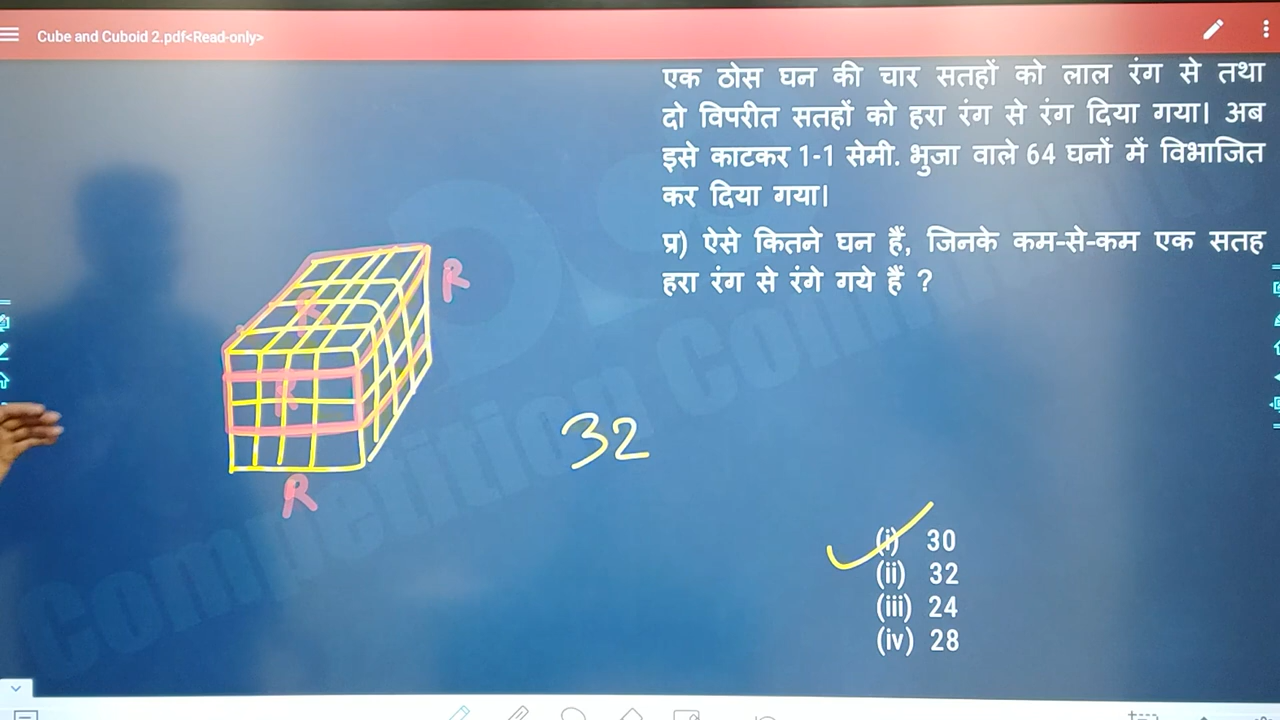 Cube and Cuboid 2.pdf<Read-only>
एक ठोस घन की चार सतहों को लाल रंग से तथा
दो विपरीत सतहों को हरा रंग से रंग दिया गया। अब
इसे काटकर 1-1 सेमी. भुजा वाले 64 घनों में विभाजित
कर दिया गया।
प्र) ऐसे कितने घन हैं, जिनके कम-से-कम एक सतह
हरा रंग से रंगे गये हैं ?
R
R
R
R
32
(i) 30
(ii) 32
(iii) 24
(iv) 28